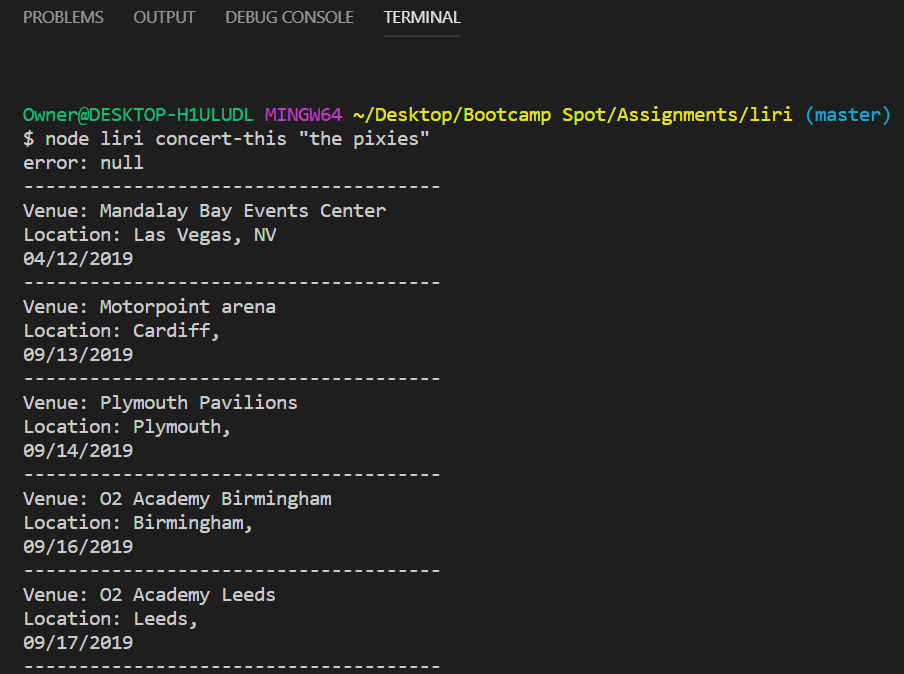 PROBLEMS OUTPUT DEBUG CONSOLE TERMINAL
Owner@DESKTOP-H1ULUDL MINGW64 ~/Desktop/Bootcamp Spot/Assignments/liri (master)
$ node liri concert-this "the pixies"
error: null
--------------------------------------
Venue: Mandalay Bay Events Center
Location: Las Vegas, NV
04/12/2019
--------------------------------------
Venue: Motorpoint arena
Location: Cardiff,
09/13/2019
--------------------------------------
Venue: Plymouth Pavilions
Location: Plymouth,
09/14/2019
--------------------------------------
Venue: O2 Academy Birmingham
Location: Birmingham,
09/16/2019
--------------------------------------
Venue: O2 Academy Leeds
Location: Leeds,
09/17/2019
--------------------------------------